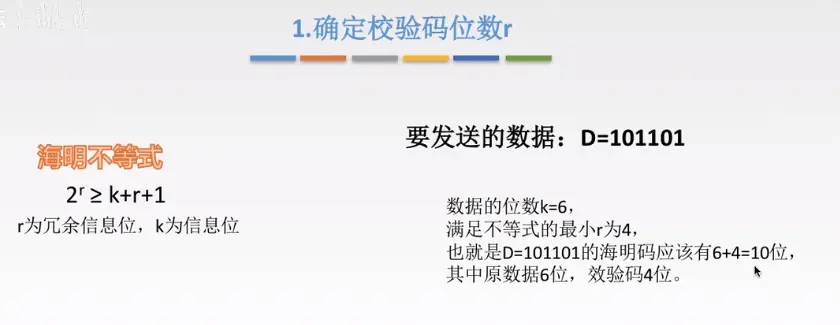 1.确定校验码位数r
要发送的数据：D=101101
海明不等式
2ʳ ≥ k+r+1
r为冗余信息位，k为信息位
数据的位数k=6，
满足不等式的最小r为4，
也就是D=101101的海明码应该有6+4=10位，
其中原数据6位，效验码4位。